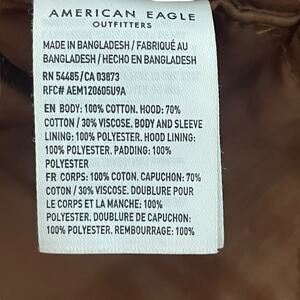 AMERICAN EAGLE
OUTFITTERS
MADE IN BANGLADESH / FABRIQUÉ AU
BANGLADESH / HECHO EN BANGLADESH
RN 54485/CA 03873
RFC# AEM120605U9A
EN BODY: 100% COTTON. HOOD: 70%
COTTON / 30% VISCOSE. BODY AND SLEEVE
LINING: 100% POLYESTER. HOOD LINING:
100% POLYESTER. PADDING: 100%
POLYESTER
FR CORPS: 100% COTON. CAPUCHON: 70%
COTON / 30% VISCOSE. DOUBLURE POUR
LE CORPS ET LA MANCHE: 100%
POLYESTER. DOUBLURE DE CAPUCHON:
100% POLYESTER. REMBOURRAGE: 100%